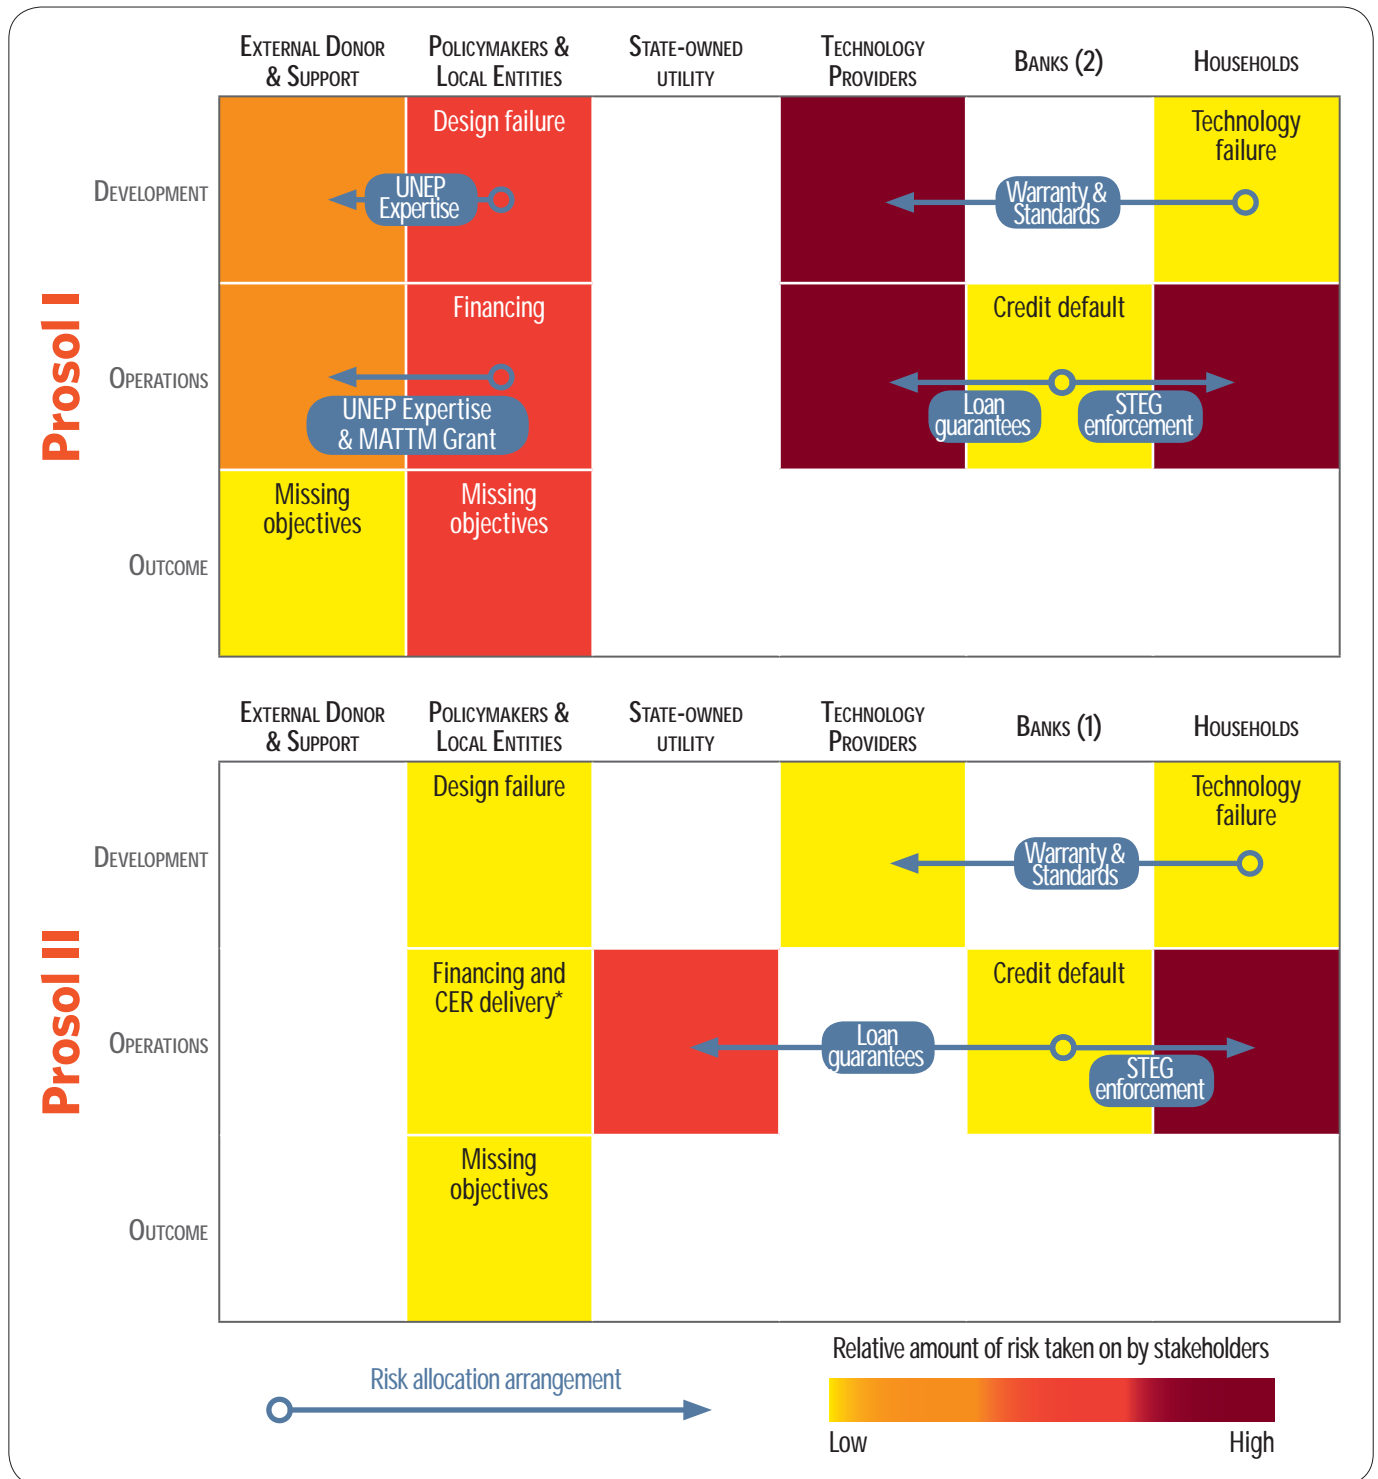 EXTERNAL DONOR
& SUPPORT
POLICYMAKERS &
LOCAL ENTITIES
STATE-OWNED
UTILITY
TECHNOLOGY
PROVIDERS
BANKS (2)
HOUSEHOLDS
Prosol I
DEVELOPMENT
Design failure
UNEP
Expertise
Warranty &
Standards
Technology
failure
OPERATIONS
Financing
UNEP Expertise
& MATTM Grant
Credit default
Loan
guarantees
STEG
enforcement
OUTCOME
Missing
objectives
Missing
objectives
EXTERNAL DONOR
& SUPPORT
POLICYMAKERS &
LOCAL ENTITIES
STATE-OWNED
UTILITY
TECHNOLOGY
PROVIDERS
BANKS (1)
HOUSEHOLDS
Prosol III
DEVELOPMENT
Design failure
Warranty &
Standards
Technology
failure
OPERATIONS
Financing and
CER delivery*
Loan
guarantees
Credit default
STEG
enforcement
OUTCOME
Missing
objectives
Risk allocation arrangement
Relative amount of risk taken on by stakeholders
Low
High